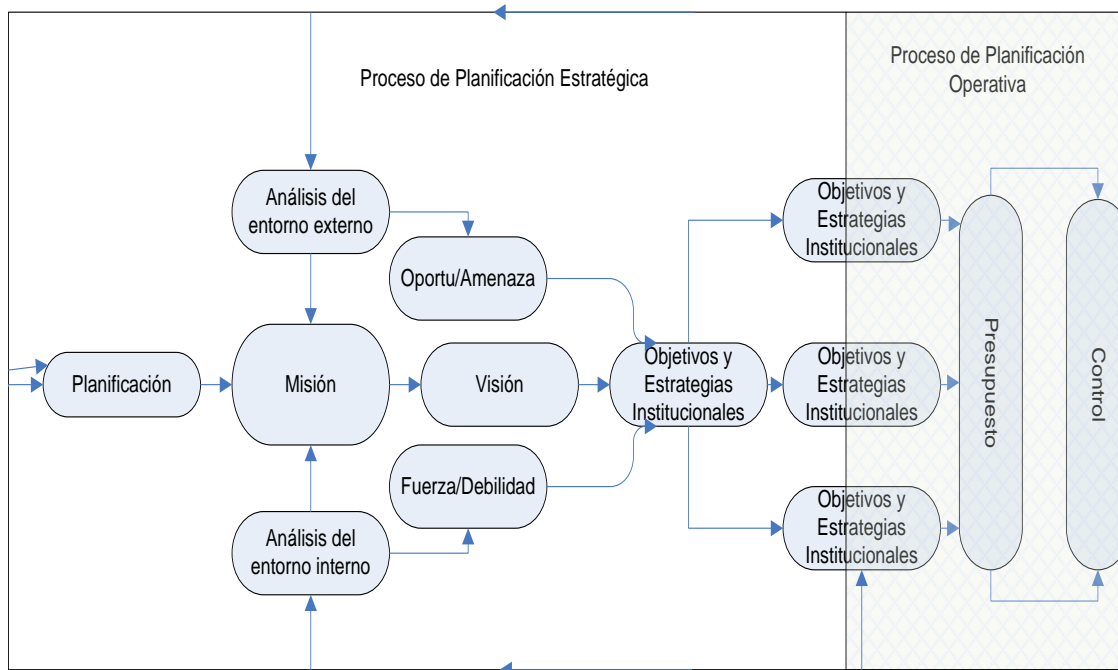 Proceso de Planificación Estratégica
Proceso de Planificación
Operativa
Análisis del
entorno externo
Oportu/Amenaza
Objetivos y
Estrategias
Institucionales
Planificación
Misión
Visión
Objetivos y
Estrategias
Institucionales
Objetivos y
Estrategias
Institucionales
Fuerza/Debilidad
Análisis del
entorno interno
Objetivos y
Estrategias
Institucionales
Presupuesto
Control